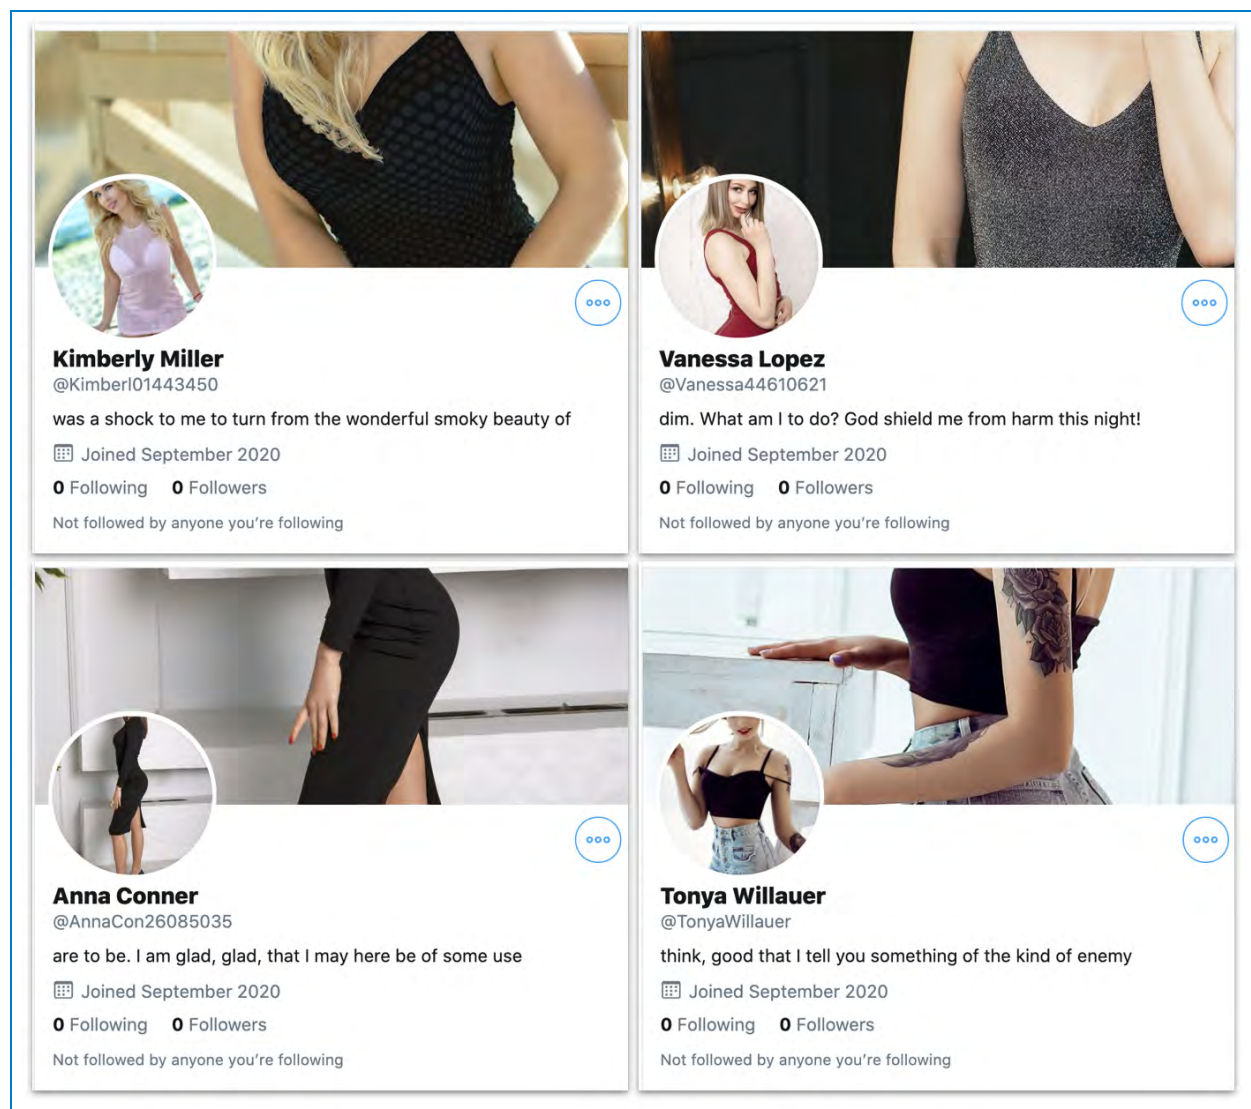 Kimberly Miller
@Kimberl01443450
was a shock to me to turn from the wonderful smoky beauty of
Joined September 2020
0 Following 0 Followers
Not followed by anyone you're following
Vanessa Lopez
@Vanessa44610621
dim. What am I to do? God shield me from harm this night!
Joined September 2020
0 Following 0 Followers
Not followed by anyone you're following
Anna Conner
@AnnaCon26085035
are to be. I am glad, glad, that I may here be of some use
Joined September 2020
0 Following 0 Followers
Not followed by anyone you're following
Tonya Willauer
@TonyaWillauer
think, good that I tell you something of the kind of enemy
Joined September 2020
0 Following 0 Followers
Not followed by anyone you're following